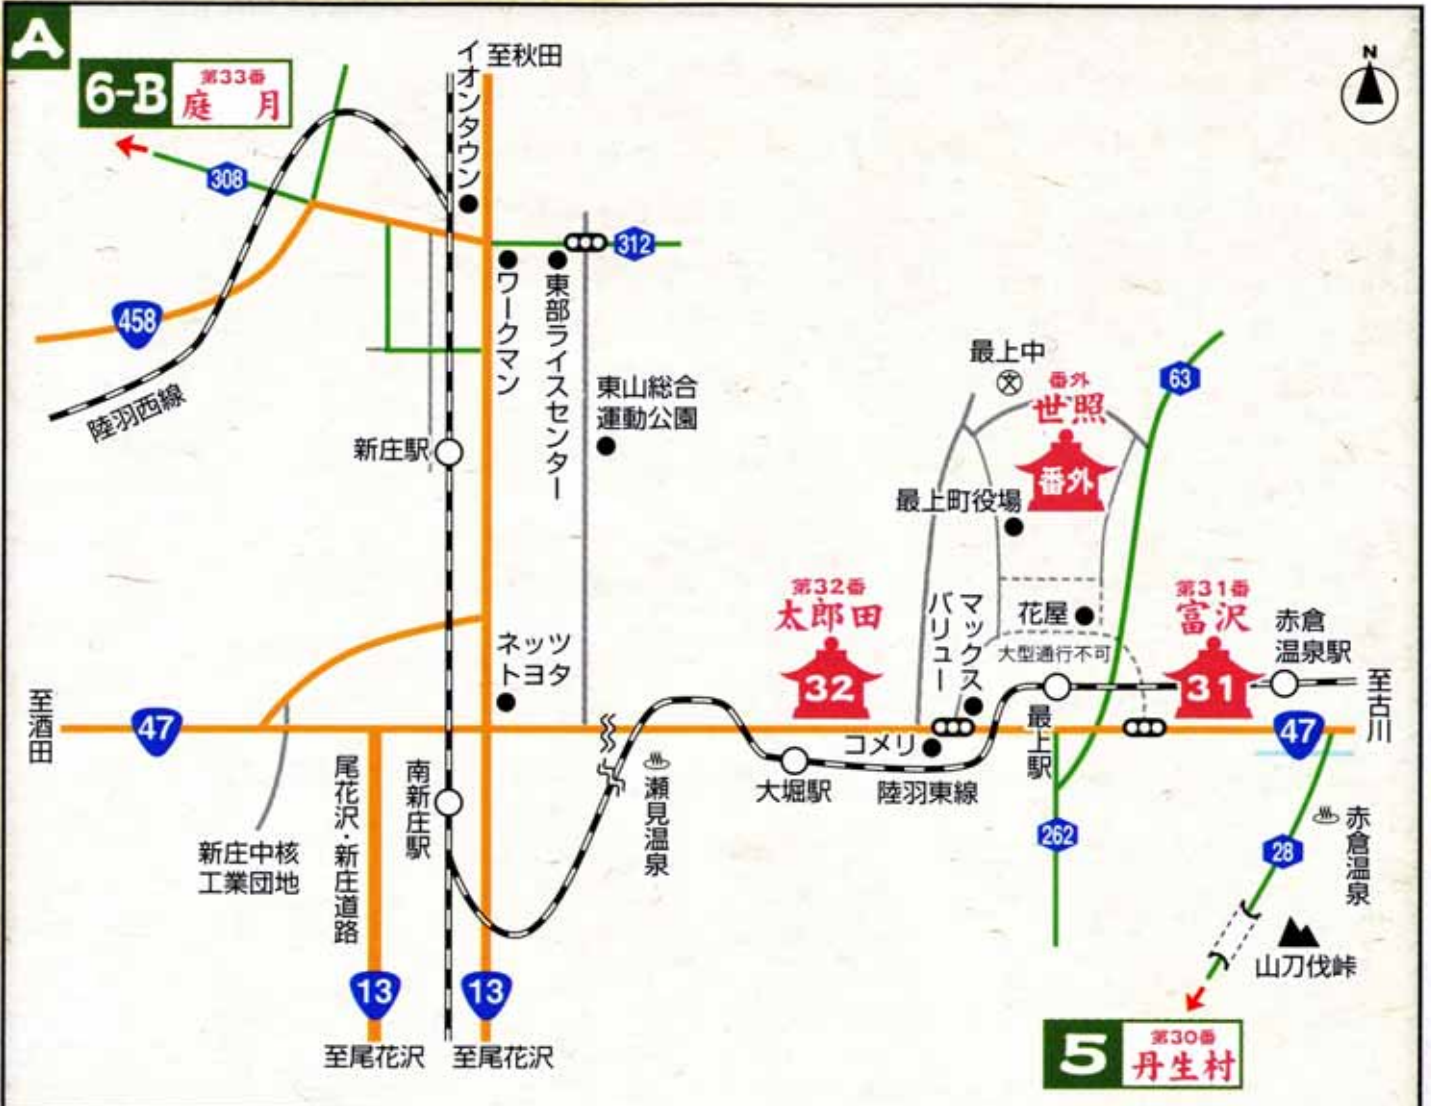 A
6-B
第33番
庭月
イオンタウン
至秋田
N
308
312
458
ワークマン
東部ライスセンター
東山総合
運動公園
陸羽西線
新庄駅
最上中
文
番外
世照
番外
63
最上町役場
第32番
太郎田
32
マックス
バリュー
花屋
大型通行不可
第31番
富沢
31
赤倉
温泉駅
至古川
ネッツ
トヨタ
至酒田
47
47
コメリ
最上駅
大堀駅
陸羽東線
瀬見温泉
南新庄駅
尾花沢・新庄道路
新庄中核
工業団地
262
28
赤倉温泉
山刀伐峠
13
13
至尾花沢
至尾花沢
5
第30番
丹生村